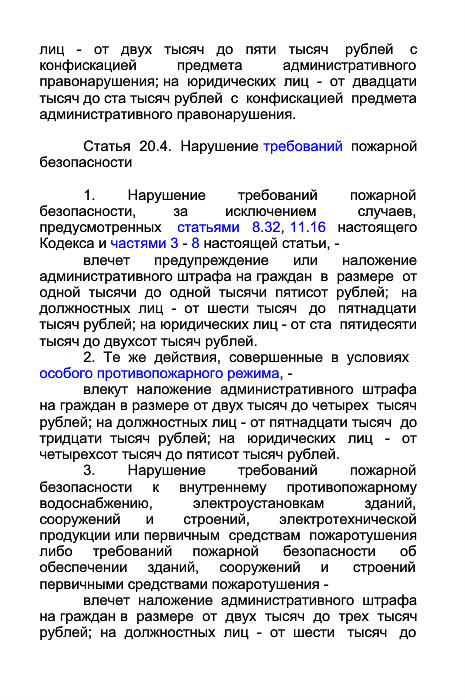 лиц - от двух тысяч до пяти тысяч рублей с
конфискацией предмета административного
правонарушения; на юридических лиц - от двадцати
тысяч до ста тысяч рублей с конфискацией предмета
административного правонарушения.
Статья 20.4. Нарушение требований пожарной
безопасности
1. Нарушение требований пожарной
безопасности, за исключением случаев,
предусмотренных статьями 8.32, 11.16 настоящего
Кодекса и частями 3 - 8 настоящей статьи, -
влечет предупреждение или наложение
административного штрафа на граждан в размере от
одной тысячи до одной тысячи пятисот рублей; на
должностных лиц - от шести тысяч до пятнадцати
тысяч рублей; на юридических лиц - от ста пятидесяти
тысяч до двухсот тысяч рублей.
2. Те же действия, совершенные в условиях
особого противопожарного режима, -
влекут наложение административного штрафа
на граждан в размере от двух тысяч до четырех тысяч
рублей; на должностных лиц - от пятнадцати тысяч до
тридцати тысяч рублей; на юридических лиц - от
четырехсот тысяч до пятисот тысяч рублей.
3. Нарушение требований пожарной
безопасности к внутреннему противопожарному
водоснабжению, электроустановкам зданий,
сооружений и строений, электротехнической
продукции или первичным средствам пожаротушения
либо требований пожарной безопасности об
обеспечении зданий, сооружений и строений
первичными средствами пожаротушения -
влечет наложение административного штрафа
на граждан в размере от двух тысяч до трех тысяч
рублей; на должностных лиц - от шести тысяч до